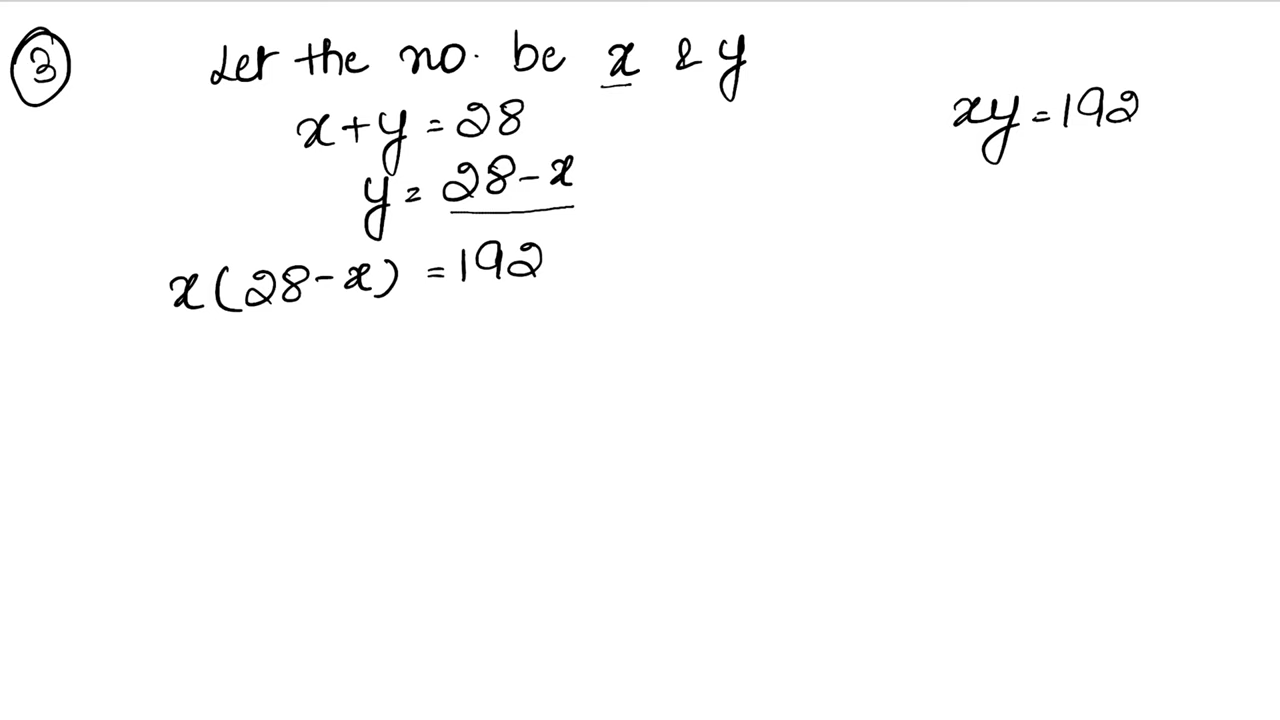 3 Let the no. be x & y
x+y=28
xy=192
y=28-x
x(28-x)=192